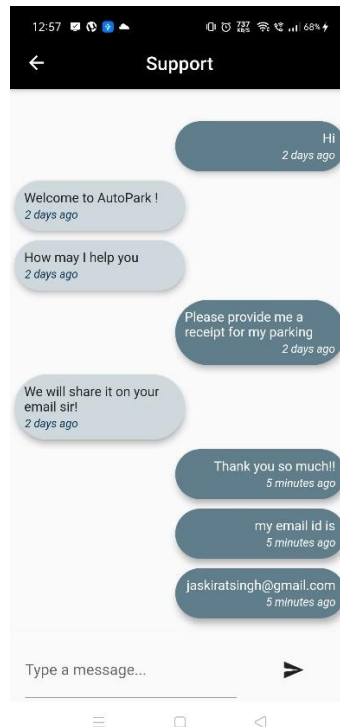 12:57
737
KB/S
68%
Support
Hi
2 days ago
Welcome to AutoPark !
2 days ago
How may I help you
2 days ago
Please provide me a
receipt for my parking
2 days ago
We will share it on your
email sir!
2 days ago
Thank you so much!!
5 minutes ago
my email id is
5 minutes ago
jaskiratsingh@gmail.com
5 minutes ago
Type a message...